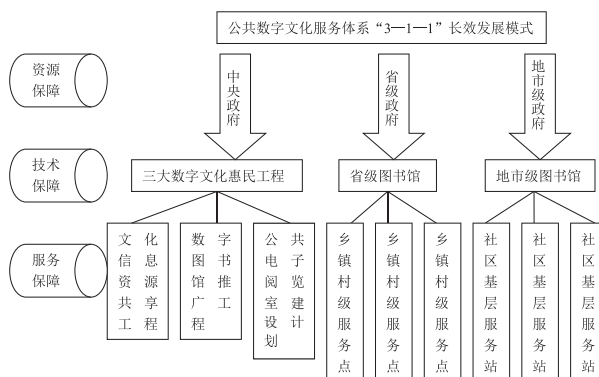 公共数字文化服务体系“3—1—1”长效发展模式
资源
保障
中央政府
省级政府
地市级政府
技术
保障
三大数字文化惠民工程
省级图书馆
地市级图书馆
服务
保障
文化
信息
资源
共享
工程
数字
图书
馆推
广工
程
公共
电子
阅览
室建
设计
划
乡镇村级服务点
乡镇村级服务点
乡镇村级服务点
社区基层服务站
社区基层服务站
社区基层服务站